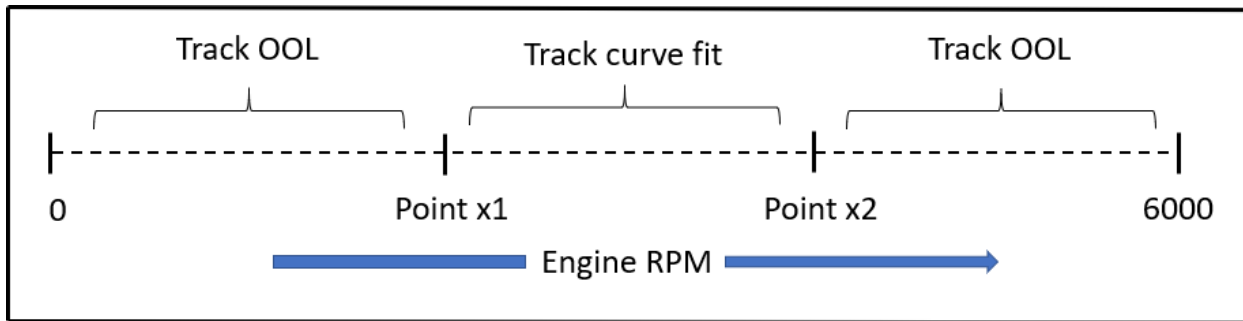 Track OOL
Track curve fit
Track OOL
0
Point x1
Point x2
6000
Engine RPM